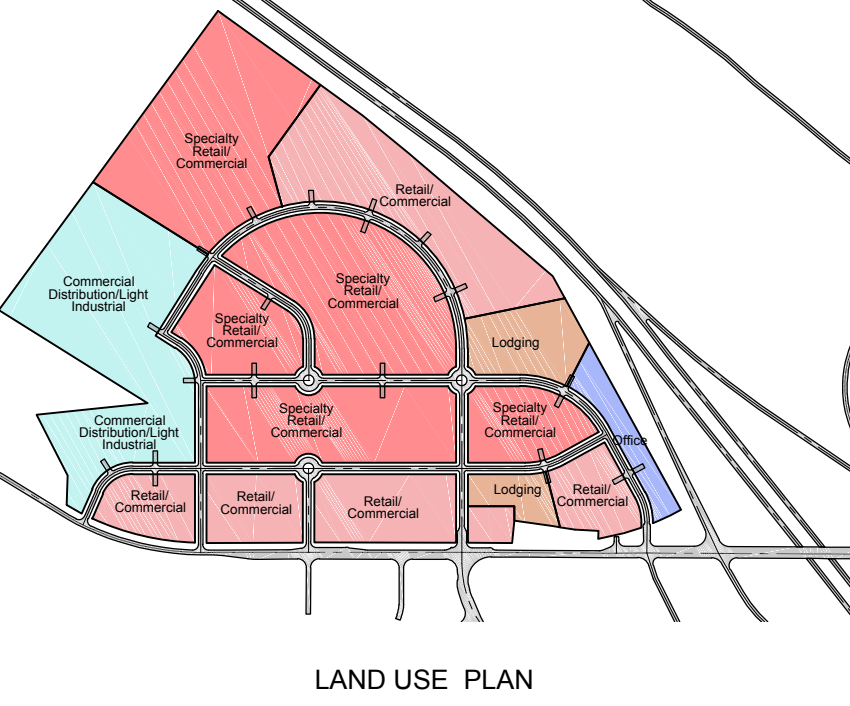 Specialty
Retail/
Commercial
Retail/
Commercial
Commercial
Distribution/Light
Industrial
Specialty
Retail/
Commercial
Specialty
Retail/
Commercial
Lodging
Commercial
Distribution/Light
Industrial
Specialty
Retail/
Commercial
Specialty
Retail/
Commercial
Office
Retail/
Commercial
Retail/
Commercial
Retail/
Commercial
Lodging
Retail/
Commercial
LAND USE PLAN